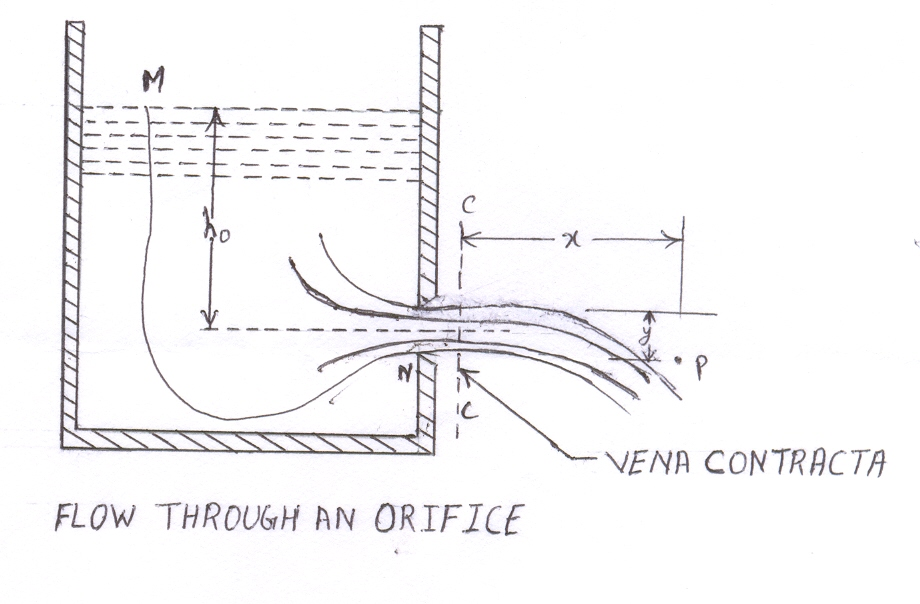 M
h₀
C
x
y
P
N
C
VENA CONTRACTA
FLOW THROUGH AN ORIFICE